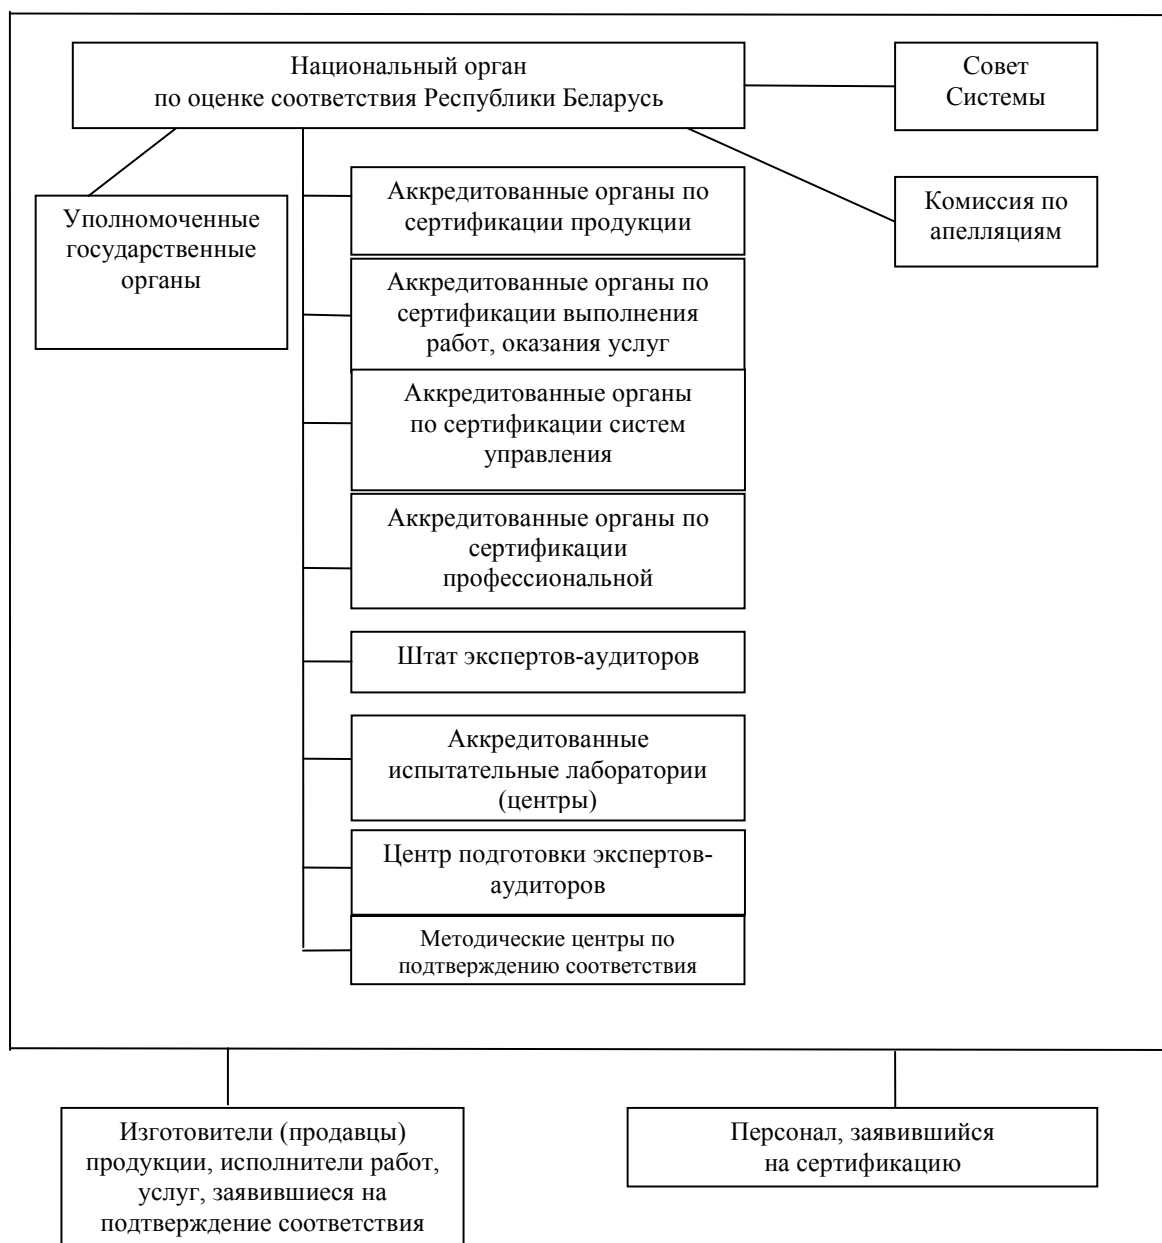 Национальный орган
по оценке соответствия Республики Беларусь
Совет
Системы
Уполномоченные
государственные
органы
Аккредитованные органы по
сертификации продукции
Комиссия по
апелляциям
Аккредитованные органы по
сертификации выполнения
работ, оказания услуг
Аккредитованные органы
по сертификации систем
управления
Аккредитованные органы по
сертификации
профессиональной
Штат экспертов-аудиторов
Аккредитованные
испытательные лаборатории
(центры)
Центр подготовки экспертов-
аудиторов
Методические центры по
подтверждению соответствия
Изготовители (продавцы)
продукции, исполнители работ,
услуг, заявившиеся на
подтверждение соответствия
Персонал, заявившийся
на сертификацию